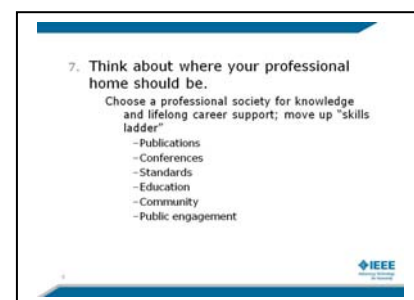 7. Think about where your professional
home should be.
Choose a professional society for knowledge
and lifelong career support; move up "skills
ladder"
–Publications
–Conferences
–Standards
–Education
–Community
–Public engagement
IEEE